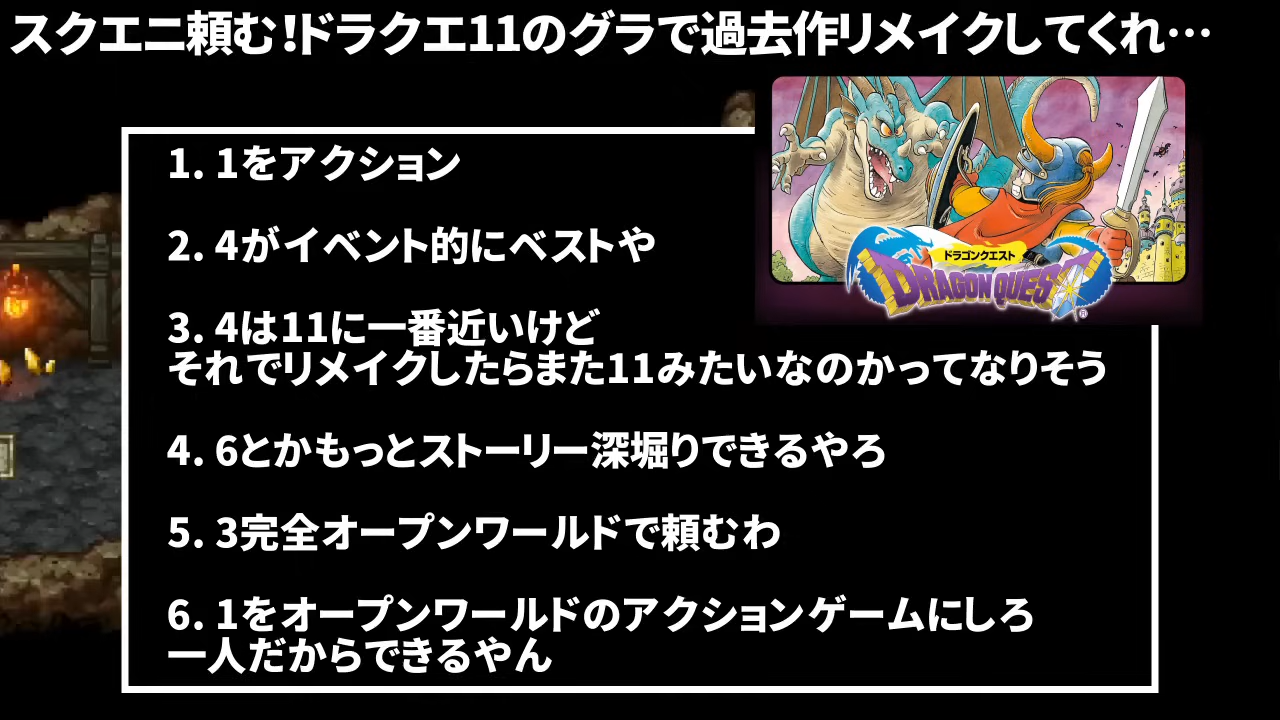 スクエニ頼む!ドラクエ11のグラで過去作リメイクしてくれ…
ドラゴンクエスト
DRAGON QUEST
®
1. 1をアクション
2. 4がイベント的にベストや
3. 4は11に一番近いけど
それでリメイクしたらまた11みたいなのかってなりそう
4. 6とかもっとストーリー深堀りできるやろ
5. 3完全オープンワールドで頼むわ
6. 1をオープンワールドのアクションゲームにしろ
一人だからできるやん